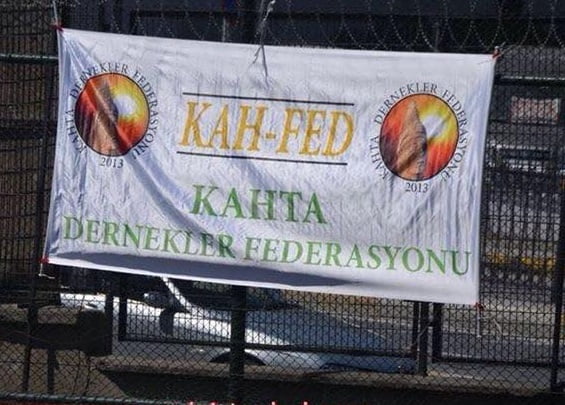 KAHTA DERNEKLER FEDERASYONU
2013
KAH-FED
KAHTA DERNEKLER FEDERASYONU
2013
KAHTA
DERNEKLER FEDERASYONU